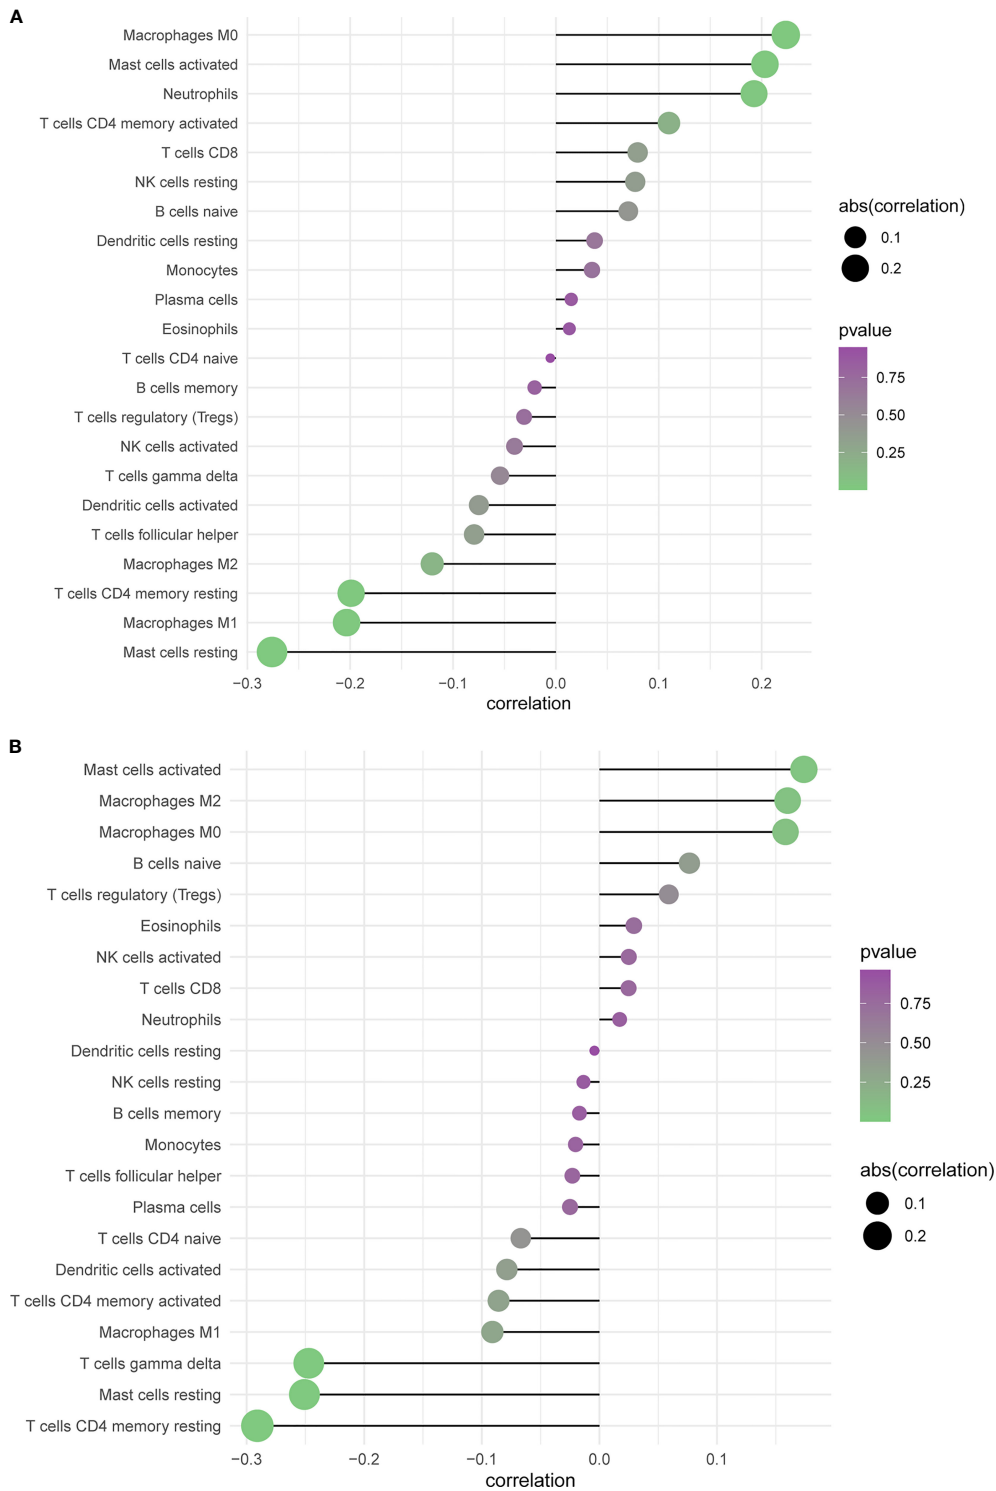 A
Macrophages M0
Mast cells activated
Neutrophils
T cells CD4 memory activated
T cells CD8
NK cells resting
B cells naive
Dendritic cells resting
Monocytes
Plasma cells
Eosinophils
T cells CD4 naive
B cells memory
T cells regulatory (Tregs)
NK cells activated
T cells gamma delta
Dendritic cells activated
T cells follicular helper
Macrophages M2
T cells CD4 memory resting
Macrophages M1
Mast cells resting
−0.3 −0.2 −0.1 0.0 0.1 0.2
correlation
abs(correlation)
0.1
0.2
pvalue
0.75
0.50
0.25
B
Mast cells activated
Macrophages M2
Macrophages M0
B cells naive
T cells regulatory (Tregs)
Eosinophils
NK cells activated
T cells CD8
Neutrophils
Dendritic cells resting
NK cells resting
B cells memory
Monocytes
T cells follicular helper
Plasma cells
T cells CD4 naive
Dendritic cells activated
T cells CD4 memory activated
Macrophages M1
T cells gamma delta
Mast cells resting
T cells CD4 memory resting
−0.3 −0.2 −0.1 0.0 0.1
correlation
pvalue
0.75
0.50
0.25
abs(correlation)
0.1
0.2